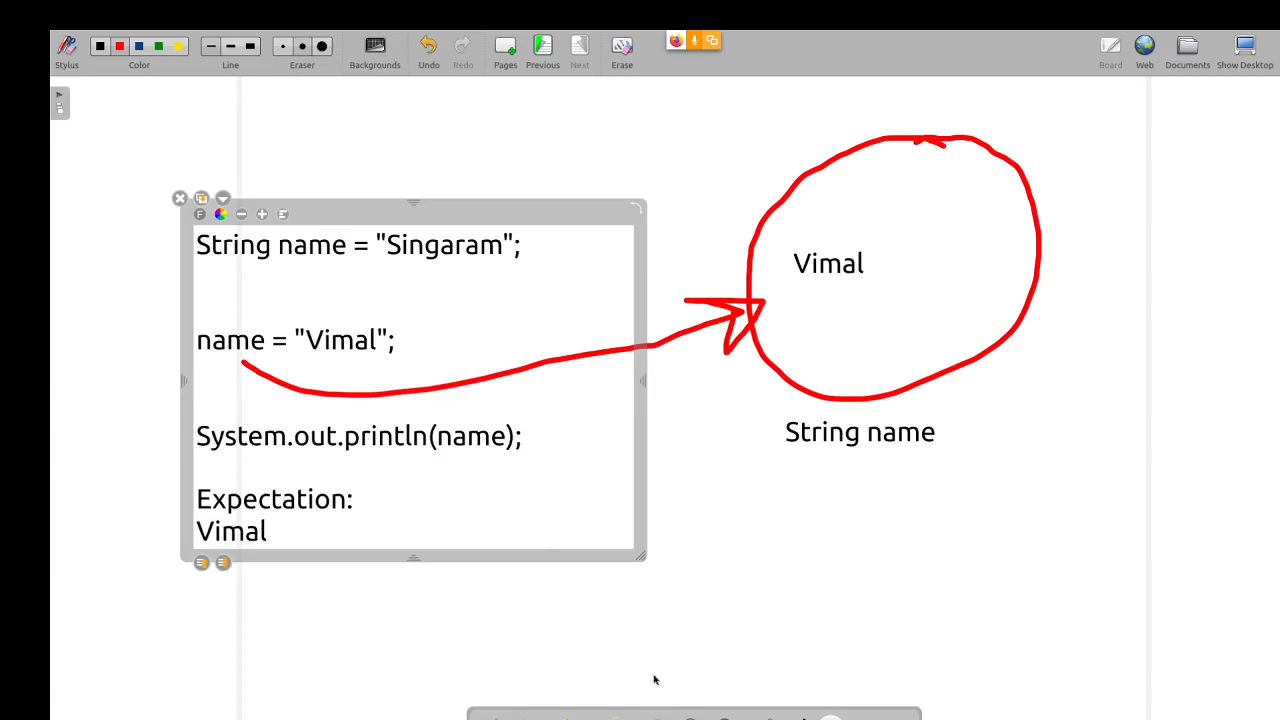 Stylus
Color
Line
Eraser
Backgrounds
Undo
Redo
Pages
Previous
Next
Erase
Board
Web
Documents
Show Desktop
F
String name = "Singaram";
name = "Vimal";
System.out.println(name);
Expectation:
Vimal
Vimal
String name